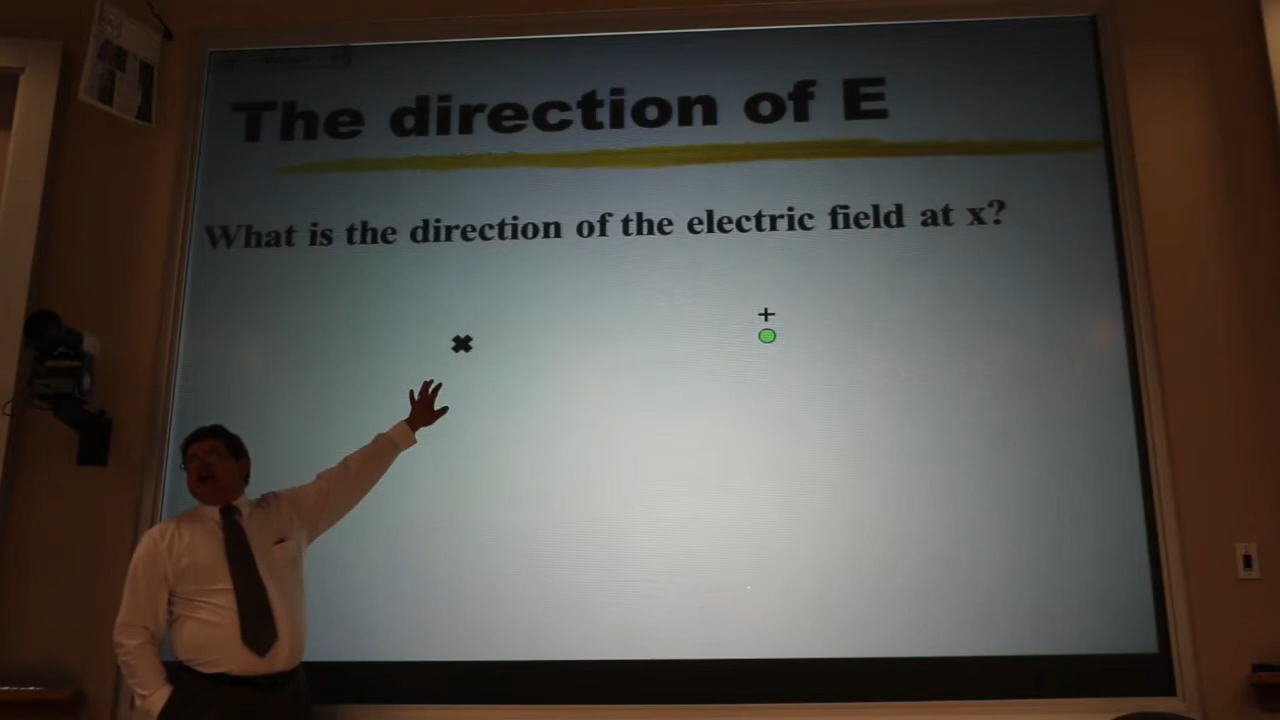 The direction of E
What is the direction of the electric field at x?
+